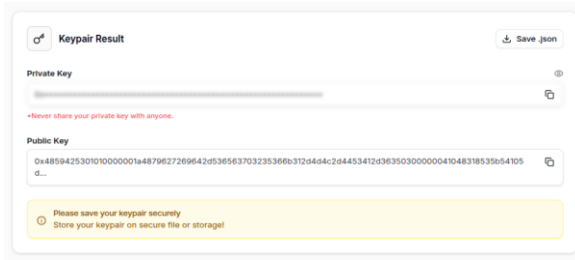 Keypair Result
Save .json
Private Key
*Never share your private key with anyone.
Public Key
0x4859425301010000001a4879627269642d536563703235366b312d4d4c2d4453412d36350300000041048318535b54105
d...
Please save your keypair securely
Store your keypair on secure file or storage!